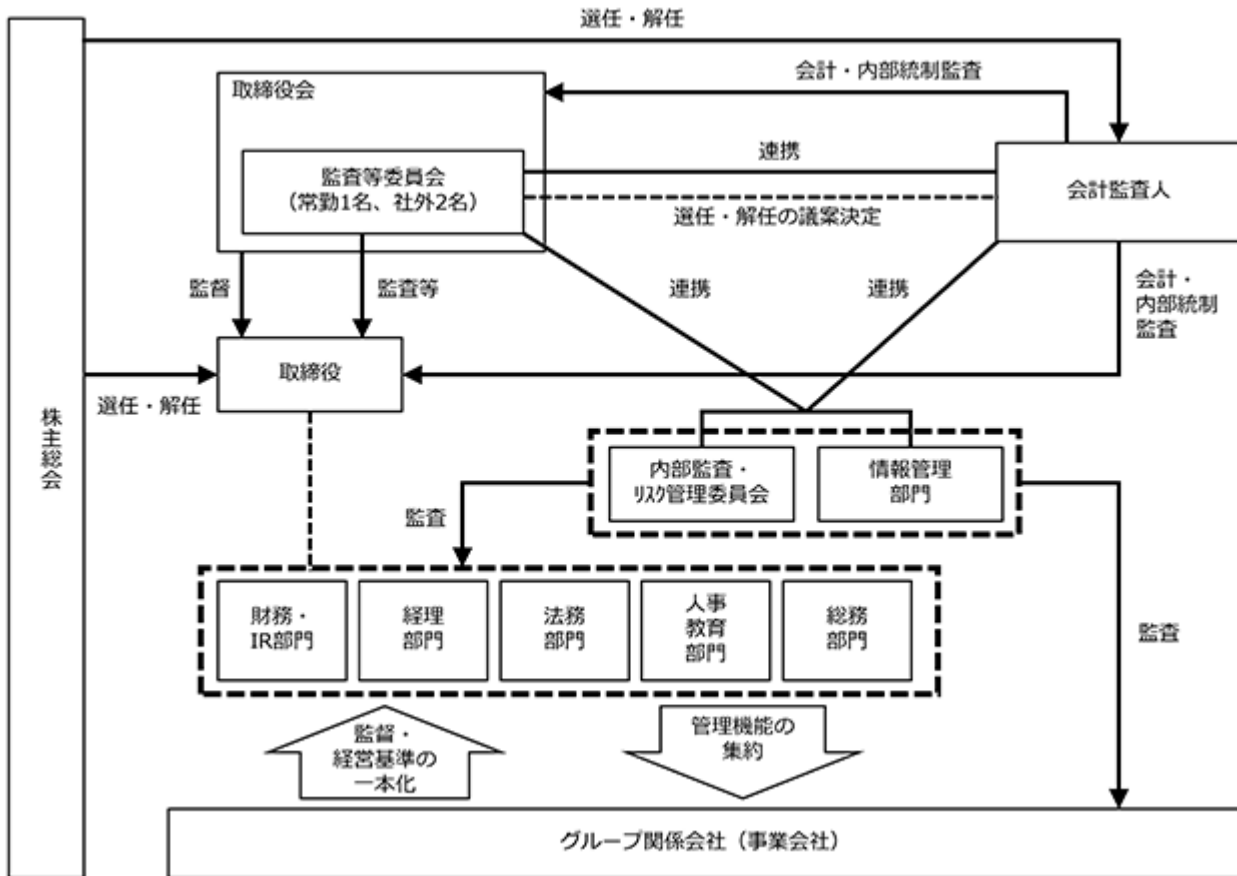 選任・解任
取締役会
会計・内部統制監査
監査等委員会
（常勤1名、社外2名）
連携
会計監査人
選任・解任の議案決定
監督
監査等
連携
連携
会計・
内部統制
監査
取締役
選任・解任
株主総会
内部監査・
リスク管理委員会
情報管理
部門
監査
財務・
IR部門
経理
部門
法務
部門
人事
教育
部門
総務
部門
監査
監督・
経営基準の
一本化
管理機能の
集約
グループ関係会社（事業会社）